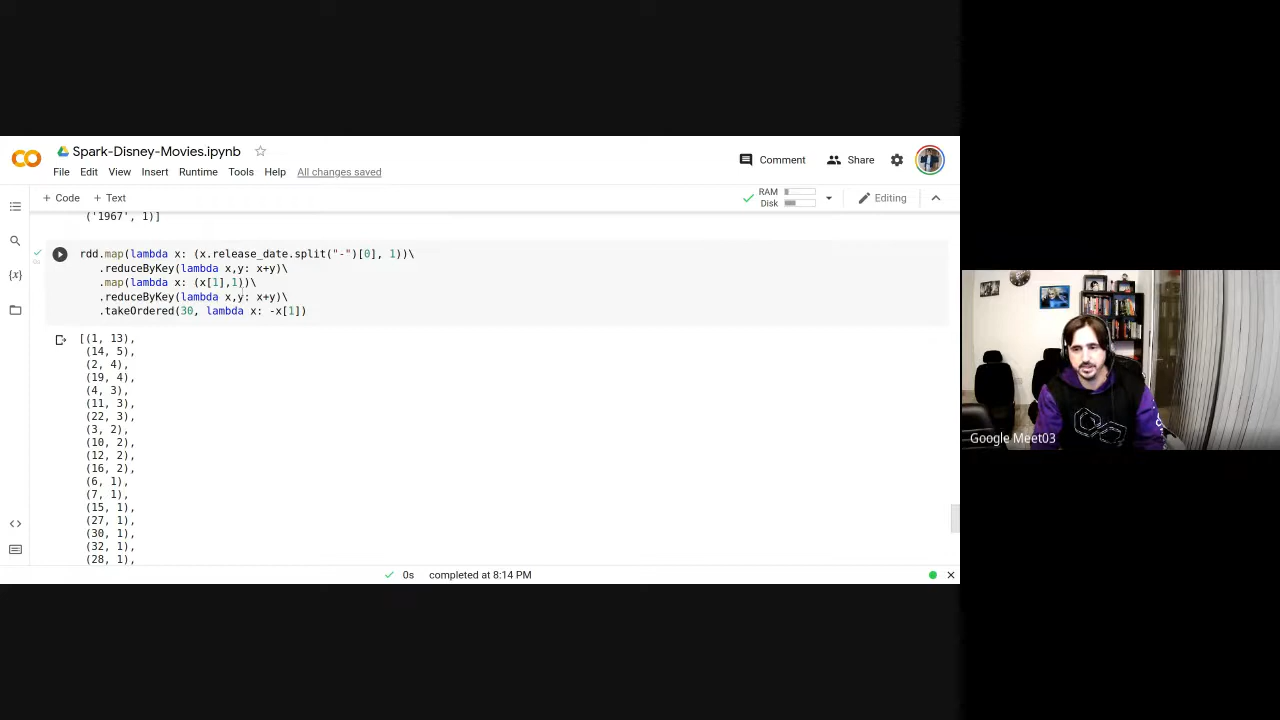 Spark-Disney-Movies.ipynb
Comment
Share
File Edit View Insert Runtime Tools Help All changes saved
+ Code + Text
RAM
Disk
Editing
('1967', 1)]
rdd.map(lambda x: (x.release_date.split("-")[0], 1))\
.reduceByKey(lambda x,y: x+y)\
.map(lambda x: (x[1],1))\
.reduceByKey(lambda x,y: x+y)\
.takeOrdered(30, lambda x: -x[1])
[(1, 13),
(14, 5),
(2, 4),
(19, 4),
(4, 3),
(11, 3),
(22, 3),
(3, 2),
(10, 2),
(12, 2),
(16, 2),
(6, 1),
(7, 1),
(15, 1),
(27, 1),
(30, 1),
(32, 1),
(28, 1),
0s completed at 8:14 PM
Google Meet03